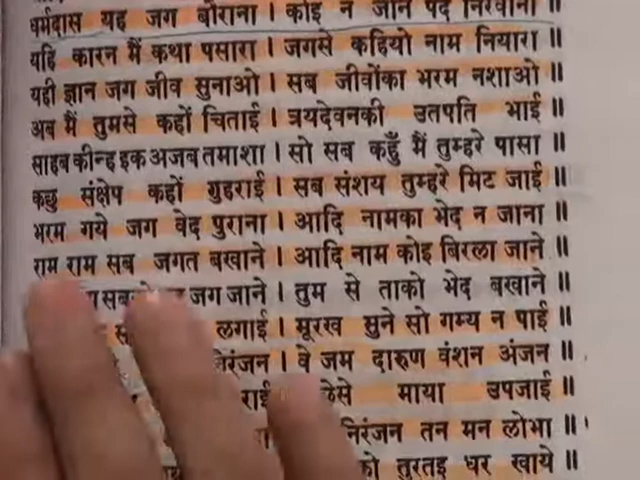 धर्मदास यह जग बौराना । कोइ न जाने पद निरवाना ॥
यहि कारन मैं कथा पसारा । जगसे कहियो नाम नियारा ॥
यही ज्ञान जग जीव सुनाओ । सब जीवोंका भरम नशाओ ॥
अब मैं तुमसे कहों चिताई । त्रयदेवनकी उतपति भाई ॥
साहब कीन्ह इक अजब तमाशा । सो सब कहुँ मैं तुम्हरे पासा ॥
कछु संक्षेप कहों गुहराई । सब संशय तुम्हरे मिट जाई ॥
भरम गये जग वेद पुराना । आदि नामका भेद न जाना ॥
राम राम सब जगत बखाने । आदि नाम कोइ बिरला जाने ॥
जग जाने । तुम से ताको भेद बखाने ॥
लगाई । मूरख सुने सो गम्य न पाई ॥
। वे जम दारुण वंशन अंजन ॥
माया उपजाई ॥
निरंजन तन मन लोभा ॥
तुरतइ धर खाये ॥